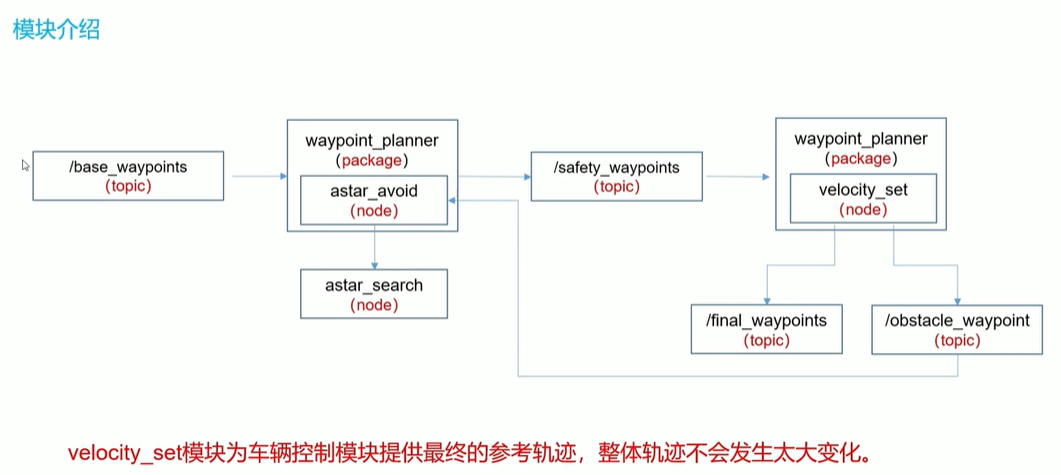 模块介绍
/base_waypoints
(topic)
waypoint_planner
(package)
astar_avoid
(node)
astar_search
(node)
/safety_waypoints
(topic)
waypoint_planner
(package)
velocity_set
(node)
/final_waypoints
(topic)
/obstacle_waypoint
(topic)
velocity_set模块为车辆控制模块提供最终的参考轨迹，整体轨迹不会发生太大变化。